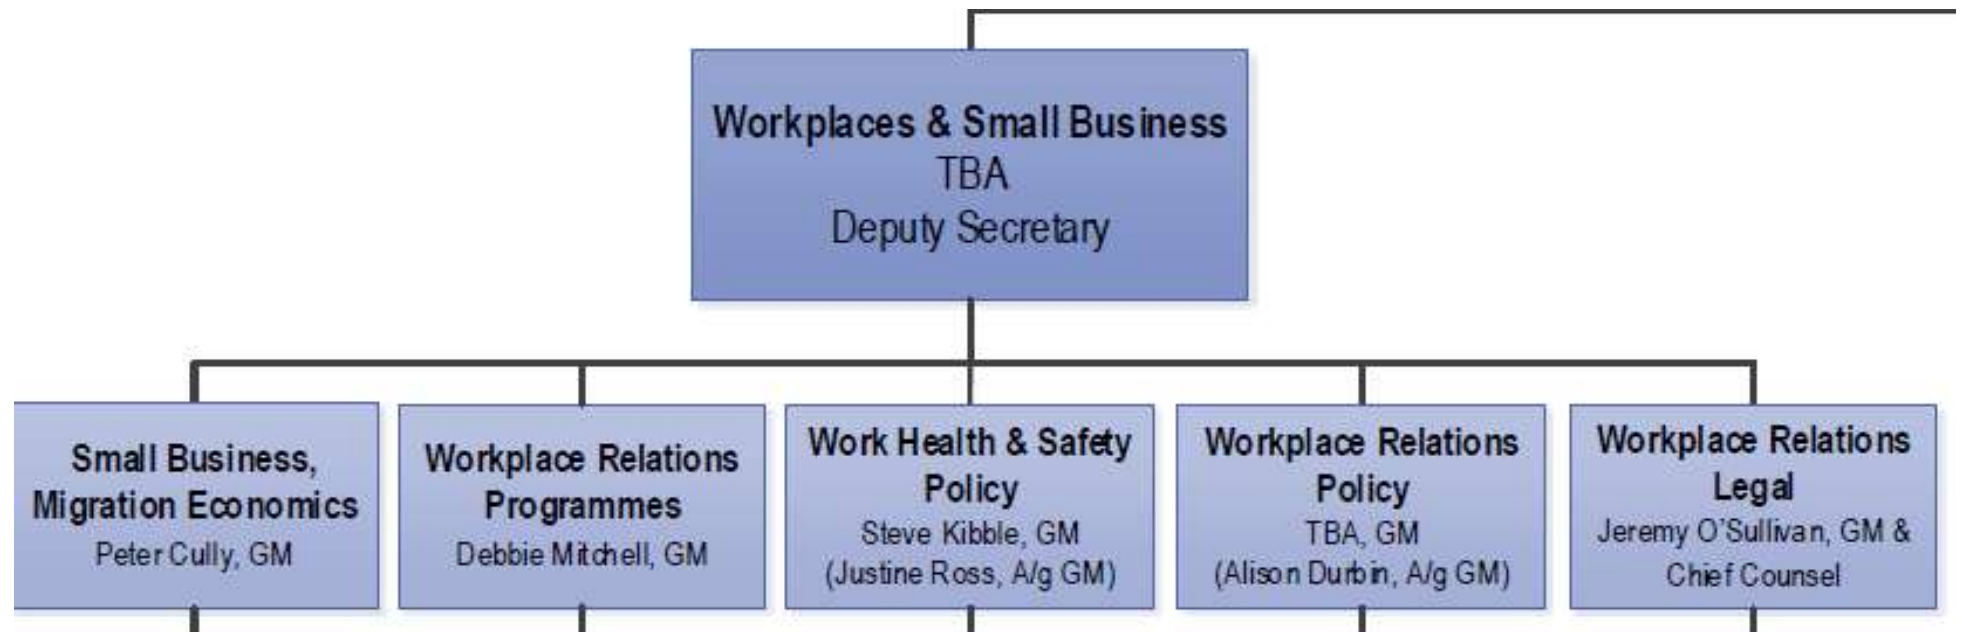 Workplaces & Small Business
TBA
Deputy Secretary
Small Business,
Migration Economics
Peter Cully, GM
Workplace Relations
Programmes
Debbie Mitchell, GM
Work Health & Safety
Policy
Steve Kibble, GM
(Justine Ross, A/g GM)
Workplace Relations
Policy
TBA, GM
(Alison Durbin, A/g GM)
Workplace Relations
Legal
Jeremy O'Sullivan, GM &
Chief Counsel